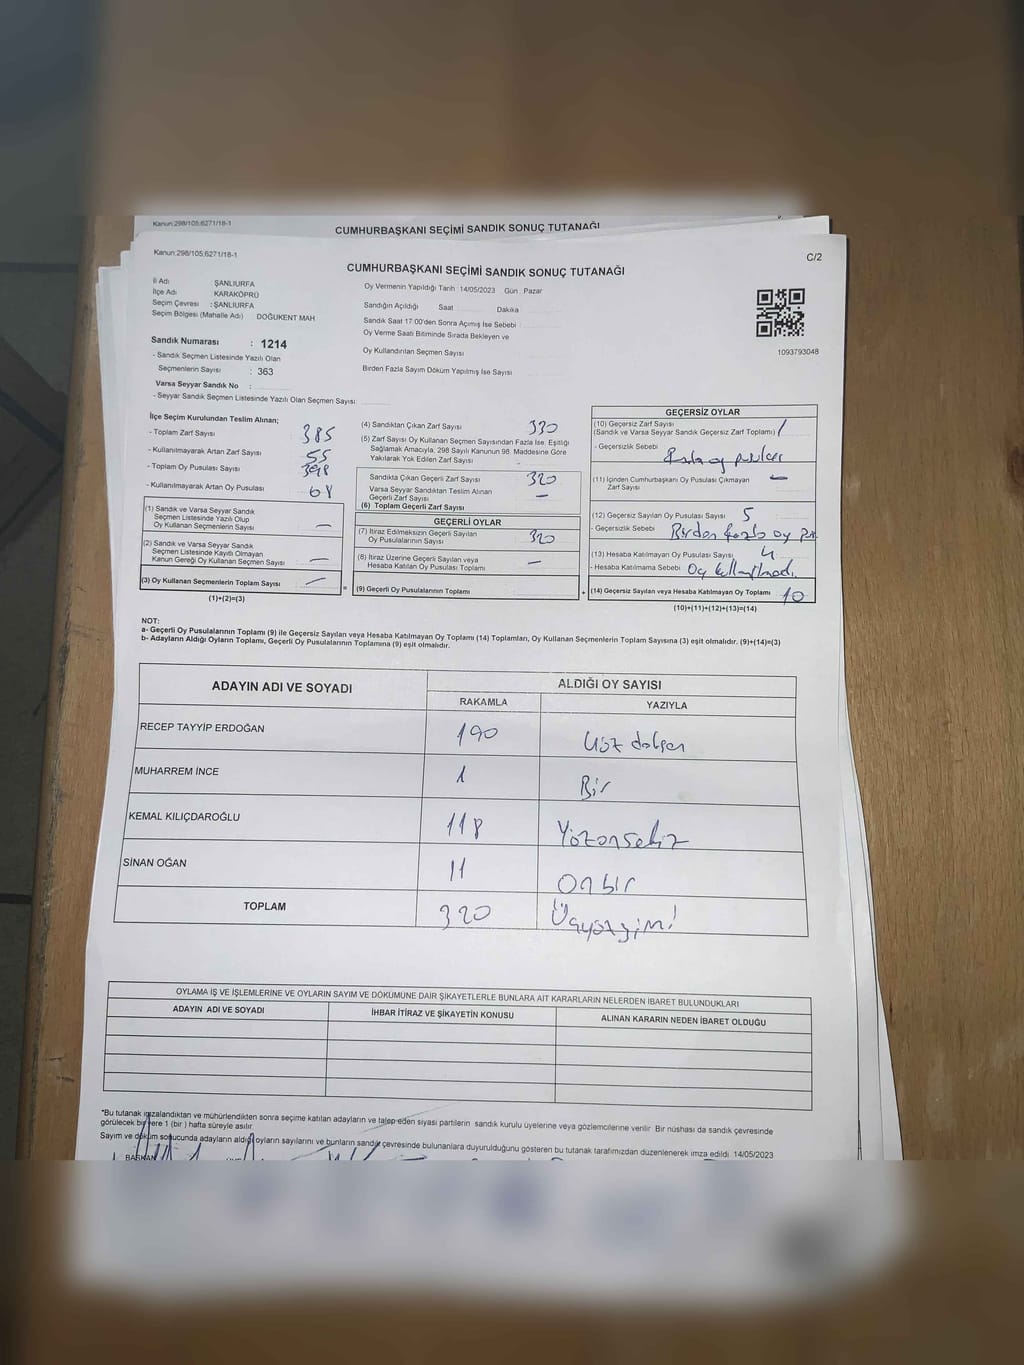 Kanun:298/105;6271/18-1
CUMHURBAŞKANI SEÇİMİ SANDIK SONUÇ TUTANAĞI
Kanun:298/105;6271/18-1
C/2
CUMHURBAŞKANI SEÇİMİ SANDIK SONUÇ TUTANAĞI
İl Adı ŞANLIURFA
İlçe Adı KARAKÖPRÜ
Seçim Çevresi : ŞANLIURFA
Seçim Bölgesi (Mahalle Adı) DOĞUKENT MAH.
Sandık Numarası : 1214
- Sandık Seçmen Listesinde Yazılı Olan
Seçmenlerin Sayısı : 363
Varsa Seyyar Sandık No :
- Seyyar Sandık Seçmen Listesinde Yazılı Olan Seçmen Sayısı:
Oy Vermenin Yapıldığı Tarih : 14/05/2023 Gün : Pazar
Sandığın Açıldığı Saat Dakika
Sandık Saat 17:00'den Sonra Açılmış İse Sebebi :
Oy Verme Saati Bitiminde Sırada Bekleyen ve
Oy Kullandırılan Seçmen Sayısı
Birden Fazla Sayım Döküm Yapılmış İse Sayısı
1093793048
İlçe Seçim Kurulundan Teslim Alınan;
- Toplam Zarf Sayısı 385
- Kullanılmayarak Artan Zarf Sayısı 55
- Toplam Oy Pusulası Sayısı
- Kullanılmayarak Artan Oy Pusulası 68
(1) Sandık ve Varsa Seyyar Sandık
Seçmen Listesinde Yazılı Olup
Oy Kullanan Seçmenlerin Sayısı —
(2) Sandık ve Varsa Seyyar Sandık
Seçmen Listesinde Kayıtlı Olmayan
Kanun Gereği Oy Kullanan Seçmen Sayısı —
(3) Oy Kullanan Seçmenlerin Toplam Sayısı —
(1)+(2)=(3)
=
(4) Sandıktan Çıkan Zarf Sayısı 330
(5) Zarf Sayısı Oy Kullanan Seçmen Sayısından Fazla İse, Eşitliği
Sağlamak Amacıyla, 298 Sayılı Kanunun 98. Maddesine Göre
Yakılarak Yok Edilen Zarf Sayısı
Sandıkta Çıkan Geçerli Zarf Sayısı 320
Varsa Seyyar Sandıktan Teslim Alınan
Geçerli Zarf Sayısı —
(6) Toplam Geçerli Zarf Sayısı
GEÇERLİ OYLAR
(7) İtiraz Edilmeksizin Geçerli Sayılan
Oy Pusulalarının Sayısı 320
(8) İtiraz Üzerine Geçerli Sayılan veya
Hesaba Katılan Oy Pusulası Toplamı —
(9) Geçerli Oy Pusulalarının Toplamı
+
GEÇERSİZ OYLAR
(10) Geçersiz Zarf Sayısı
(Sandık ve Varsa Seyyar Sandık Geçersiz Zarf Toplamı) 1
- Geçersizlik Sebebi oy pusulası
(11) İçinden Cumhurbaşkanı Oy Pusulası Çıkmayan
Zarf Sayısı —
(12) Geçersiz Sayılan Oy Pusulası Sayısı 5
- Geçersizlik Sebebi Birden fazla oy
(13) Hesaba Katılmayan Oy Pusulası Sayısı 4
- Hesaba Katılmama Sebebi Oy kullanılmadı.
(14) Geçersiz Sayılan veya Hesaba Katılmayan Oy Toplamı 10
(10)+(11)+(12)+(13)=(14)
NOT:
a- Geçerli Oy Pusulalarının Toplamı (9) ile Geçersiz Sayılan veya Hesaba Katılmayan Oy Toplamı (14) Toplamları, Oy Kullanan Seçmenlerin Toplam Sayısına (3) eşit olmalıdır. (9)+(14)=(3)
b- Adayların Aldığı Oyların Toplamı, Geçerli Oy Pusulalarının Toplamına (9) eşit olmalıdır.
ADAYIN ADI VE SOYADI
ALDIĞI OY SAYISI
RAKAMLA YAZIYLA
RECEP TAYYİP ERDOĞAN 190 Yüz doksan
MUHARREM İNCE 1 Bir
KEMAL KILIÇDAROĞLU 118 Yüzonsekiz
SİNAN OĞAN 11 Onbir
TOPLAM 320 Üçyüzyirmi
OYLAMA İŞ VE İŞLEMLERİNE VE OYLARIN SAYIM VE DÖKÜMÜNE DAİR ŞİKAYETLERLE BUNLARA AİT KARARLARIN NELERDEN İBARET BULUNDUKLARI
ADAYIN ADI VE SOYADI İHBAR İTİRAZ VE ŞİKAYETİN KONUSU ALINAN KARARIN NEDEN İBARET OLDUĞU
*Bu tutanak imzalandıktan ve mühürlendikten sonra seçime katılan adayların ve talep eden siyasi partilerin sandık kurulu üyelerine veya gözlemcilerine verilir. Bir nüshası da sandık çevresinde
görülecek bir yere 1 (bir ) hafta süreyle asılır.
Sayım ve döküm sonucunda adayların aldığı oyların sayılarını ve bunların sandık çevresinde bulunanlara duyurulduğunu gösteren bu tutanak tarafımızdan düzenlenerek imza edildi. 14/05/2023
BAŞKAN